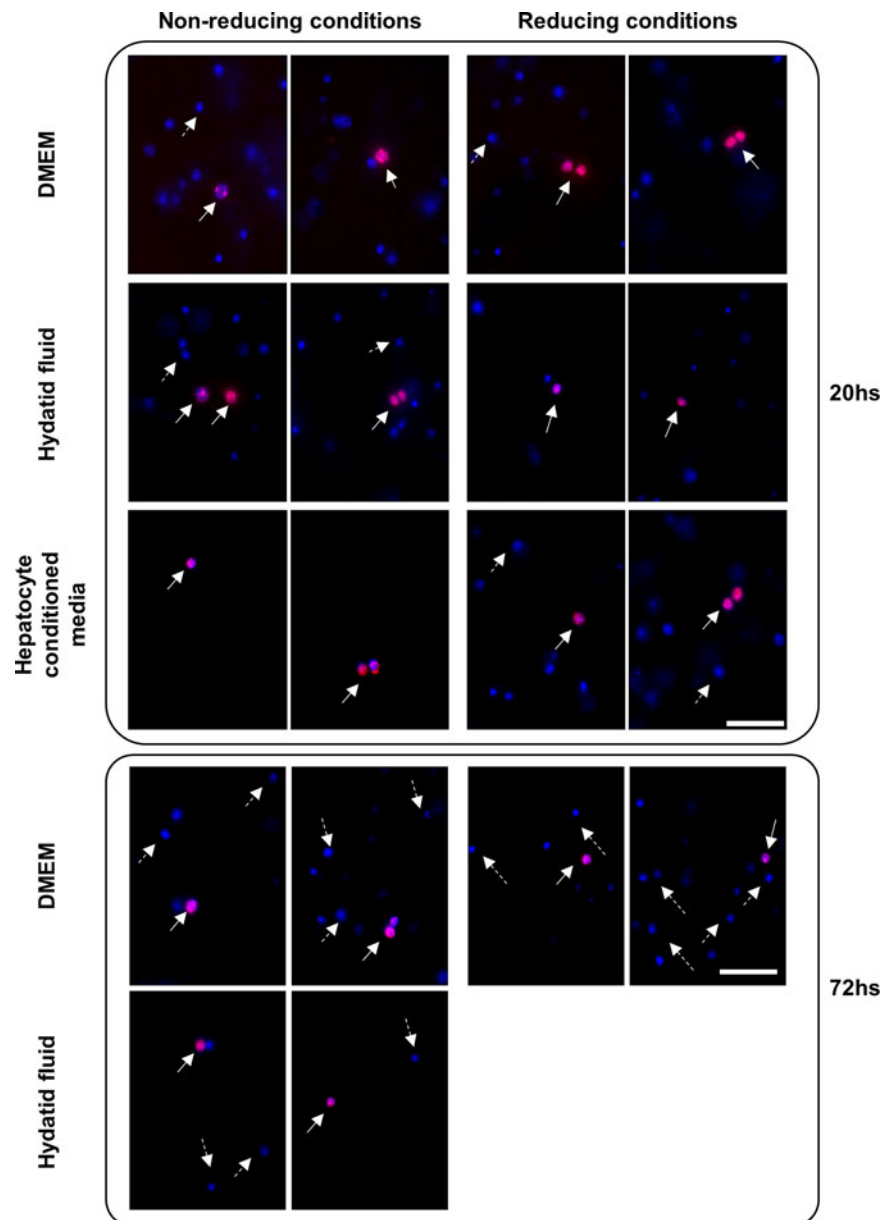 Non-reducing conditions
Reducing conditions
DMEM
Hydatid fluid
Hepatocyte
conditioned
media
20hs
DMEM
Hydatid fluid
72hs